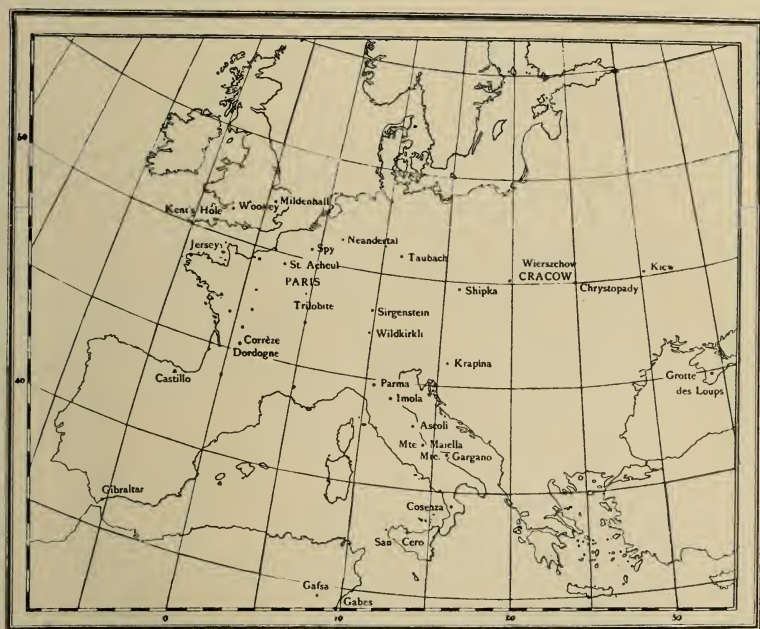 50
Kent's Hole
Wookey
Mildenhall
Jersey
Spy
Neandertal
St. Acheul
Taubach
PARIS
Wierszchow
CRACOW
Kiew
Shipka
Chrystopady
Trilobite
Sirgenstein
Wildkirkli
Corrèze
Dordogne
Krapina
40
Castillo
Parma
Imola
Grotte
des Loups
Ascoli
Mte Maiella
Mte. Gargano
Gibraltar
Cosenza
San Cero
Gafsa
Gabes
0
10
20
30